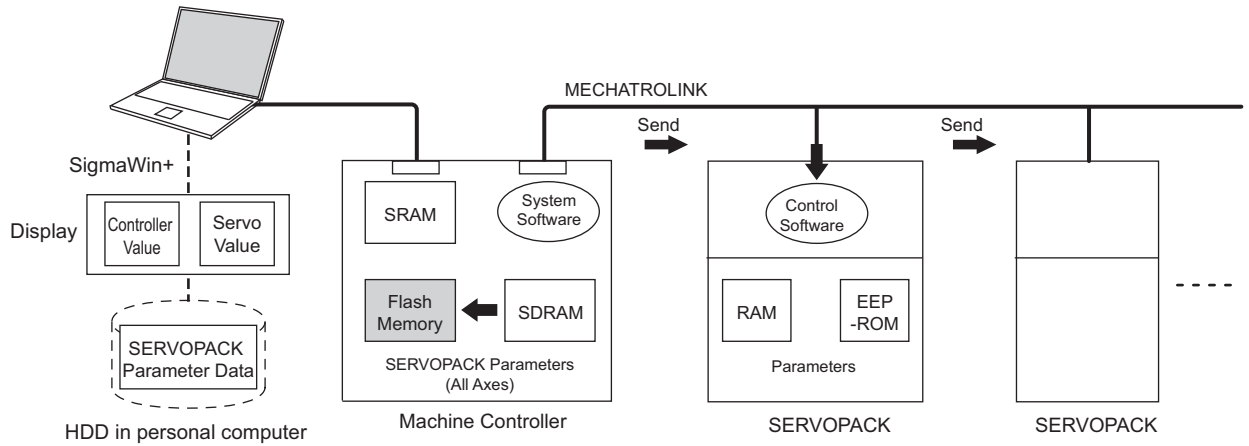 MECHATROLINK
Send
Send
SigmaWin+
Display
Controller
Value
Servo
Value
SERVOPACK
Parameter Data
HDD in personal computer
SRAM
System
Software
Flash
Memory
SDRAM
SERVOPACK Parameters
(All Axes)
Machine Controller
Control
Software
RAM
EEP
-ROM
Parameters
SERVOPACK
SERVOPACK